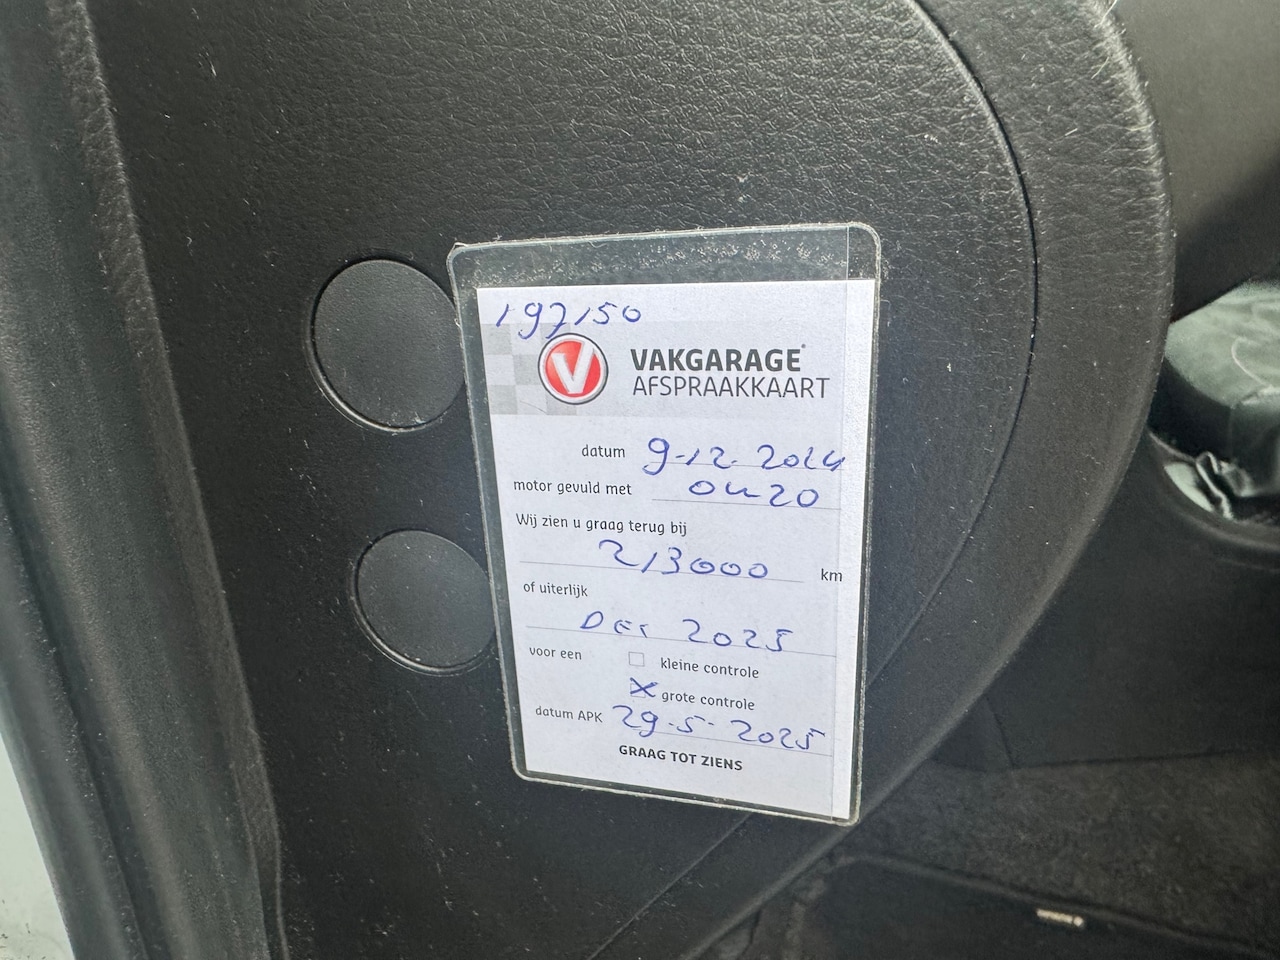 197150
VAKGARAGE®
AFSPRAAKKAART
datum 9-12-2024
motor gevuld met 0W20
Wij zien u graag terug bij
213000 km
of uiterlijk
Dec 2025
voor een kleine controle
grote controle
datum APK 29-5-2025
GRAAG TOT ZIENS